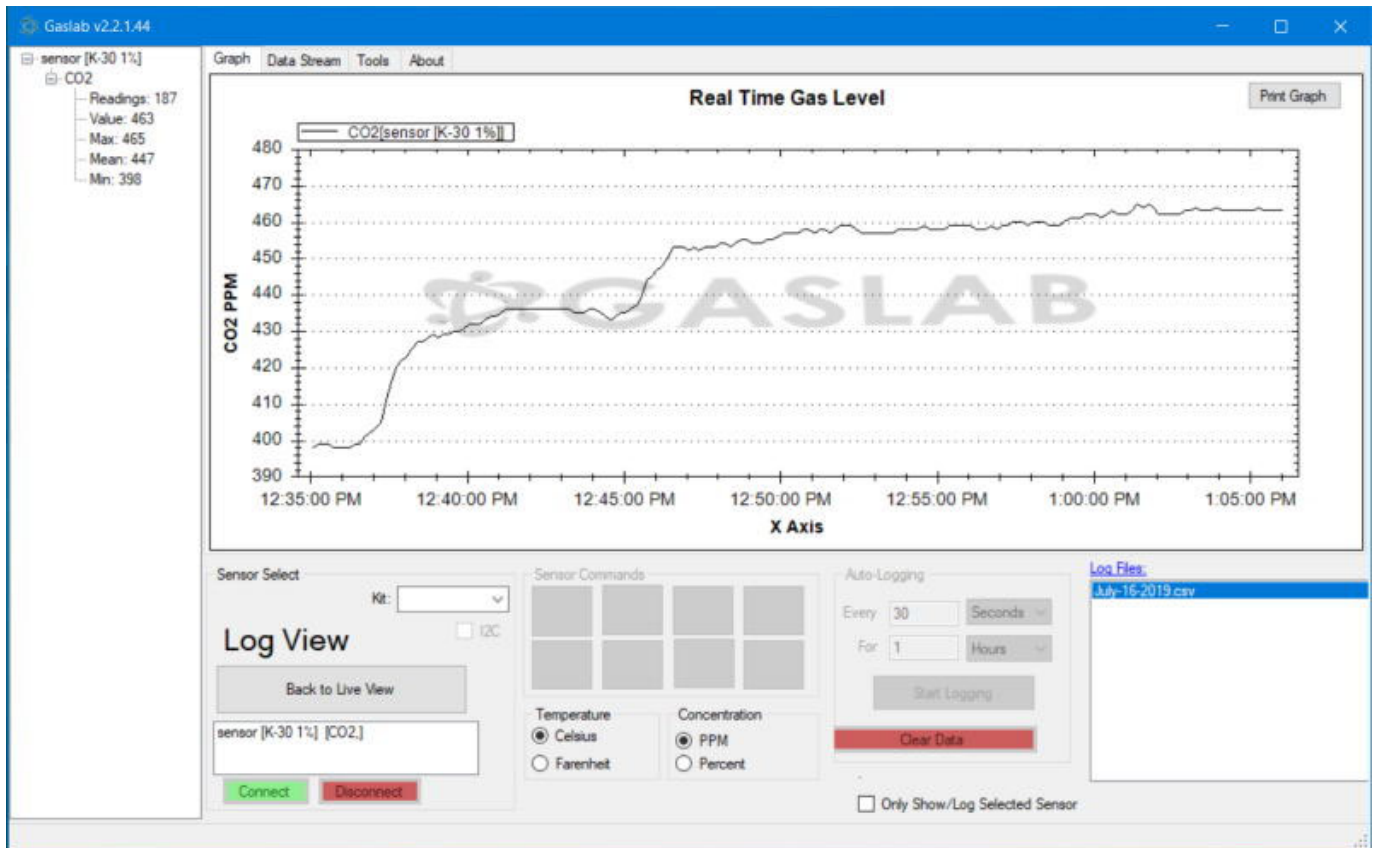 Gaslab v2.2.1.44
sensor [K-30 1%]
CO2
Readings: 187
Value: 463
Max: 465
Mean: 447
Min: 398
Graph Data Stream Tools About
Real Time Gas Level
Print Graph
CO2[sensor [K-30 1%]]
480
470
460
450
440
430
420
410
400
390
CO2 PPM
GASLAB
12:35:00 PM 12:40:00 PM 12:45:00 PM 12:50:00 PM 12:55:00 PM 1:00:00 PM 1:05:00 PM
X Axis
Sensor Select
Kit:
I2C
Log View
Back to Live View
sensor [K-30 1%] [CO2,]
Connect Disconnect
Sensor Commands
Temperature
Celsius
Farenheit
Concentration
PPM
Percent
Auto-Logging
Every 30 Seconds
For 1 Hours
Start Logging
Clear Data
Only Show/Log Selected Sensor
Log Files:
July-16-2019.csv